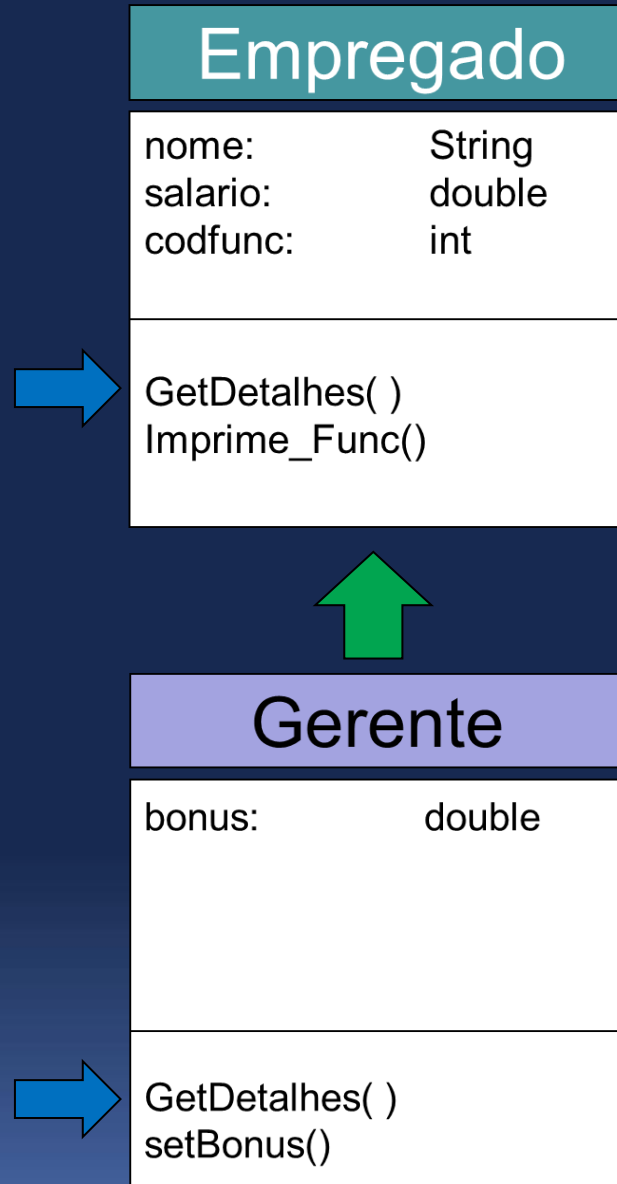 Empregado
nome: String
salario: double
codfunc: int
GetDetalhes( )
Imprime_Func()
Gerente
bonus: double
GetDetalhes( )
setBonus()